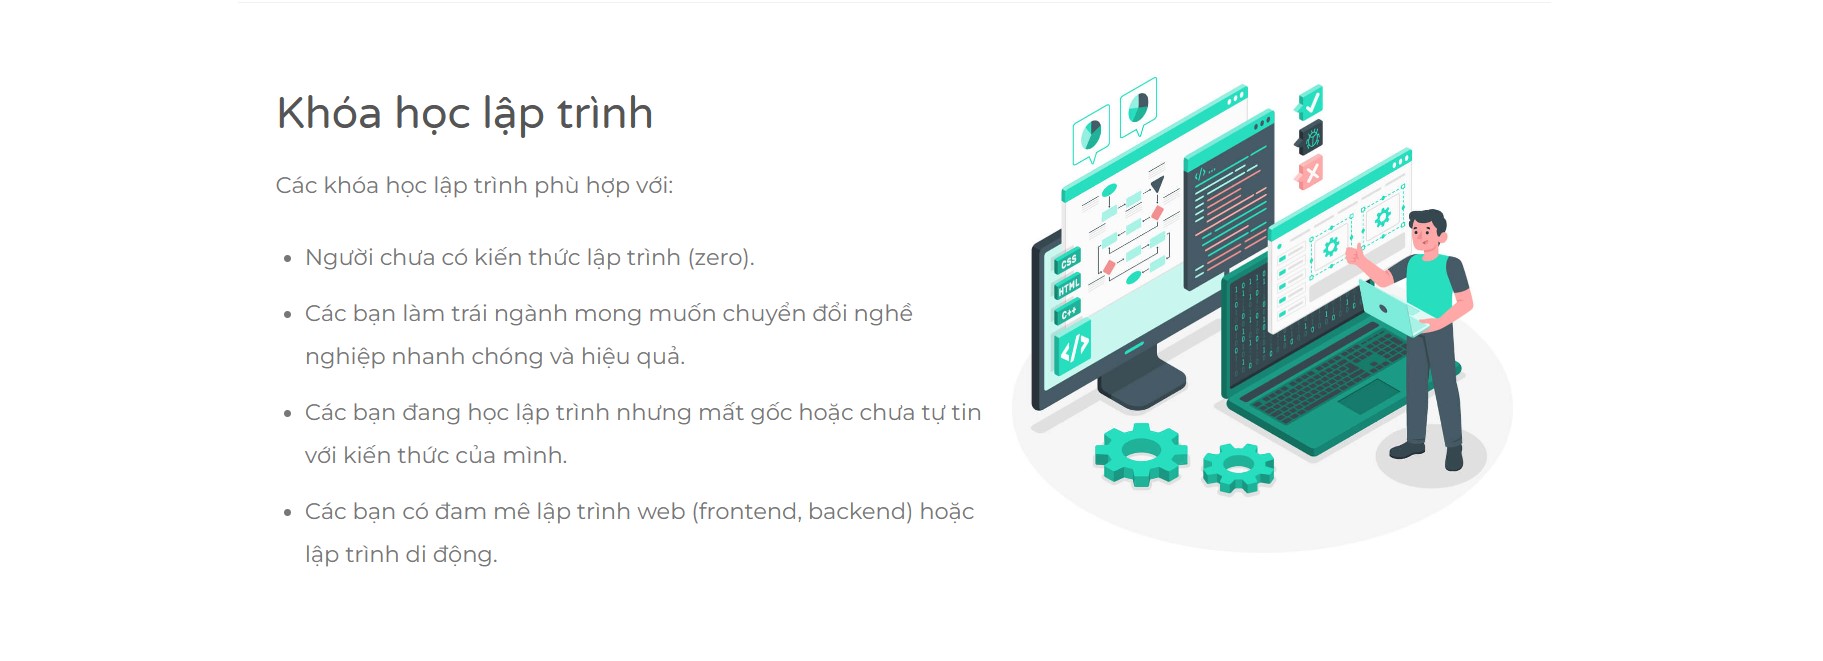 Khóa học lập trình
Các khóa học lập trình phù hợp với:
Người chưa có kiến thức lập trình (zero).
Các bạn làm trái ngành mong muốn chuyển đổi nghề
nghiệp nhanh chóng và hiệu quả.
Các bạn đang học lập trình nhưng mất gốc hoặc chưa tự tin
với kiến thức của mình.
Các bạn có đam mê lập trình web (frontend, backend) hoặc
lập trình di động.
CSS
HTML
C++
</>
</>...